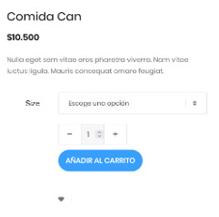 Comida Can
$10.500
Nulla eget sem vitae eros pharetra viverra. Nam vitae
luctus ligula. Mauris consequat ornare feugiat.
Size Escoge una opción
- 1 +
AÑADIR AL CARRITO